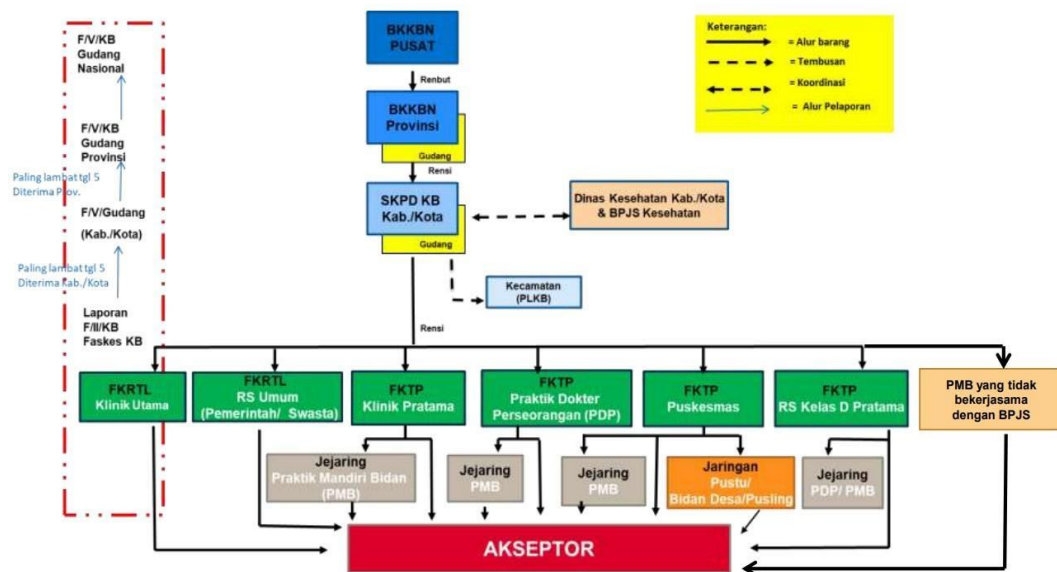 F/V/KB
Gudang
Nasional
F/V/KB
Gudang
Provinsi
Paling lambat tgl 5
Diterima Prov.
F/V/Gudang
(Kab./Kota)
Paling lambat tgl 5
Diterima Kab./Kota
Laporan
F/II/KB
Faskes KB
BKKBN
PUSAT
Renbut
BKKBN
Provinsi
Gudang
Rensi
SKPD KB
Kab./Kota
Gudang
Dinas Kesehatan Kab./Kota
& BPJS Kesehatan
Kecamatan
(PLKB)
Rensi
Keterangan:
= Alur barang
= Tembusan
= Koordinasi
= Alur Pelaporan
FKRTL
Klinik Utama
FKRTL
RS Umum
(Pemerintah/ Swasta)
FKTP
Klinik Pratama
FKTP
Praktik Dokter
Perseorangan (PDP)
FKTP
Puskesmas
FKTP
RS Kelas D Pratama
PMB yang tidak
bekerjasama
dengan BPJS
Jejaring
Praktik Mandiri Bidan
(PMB)
Jejaring
PMB
Jejaring
PMB
Jaringan
Pustu/
Bidan Desa/Pusling
Jejaring
PDP/ PMB
AKSEPTOR